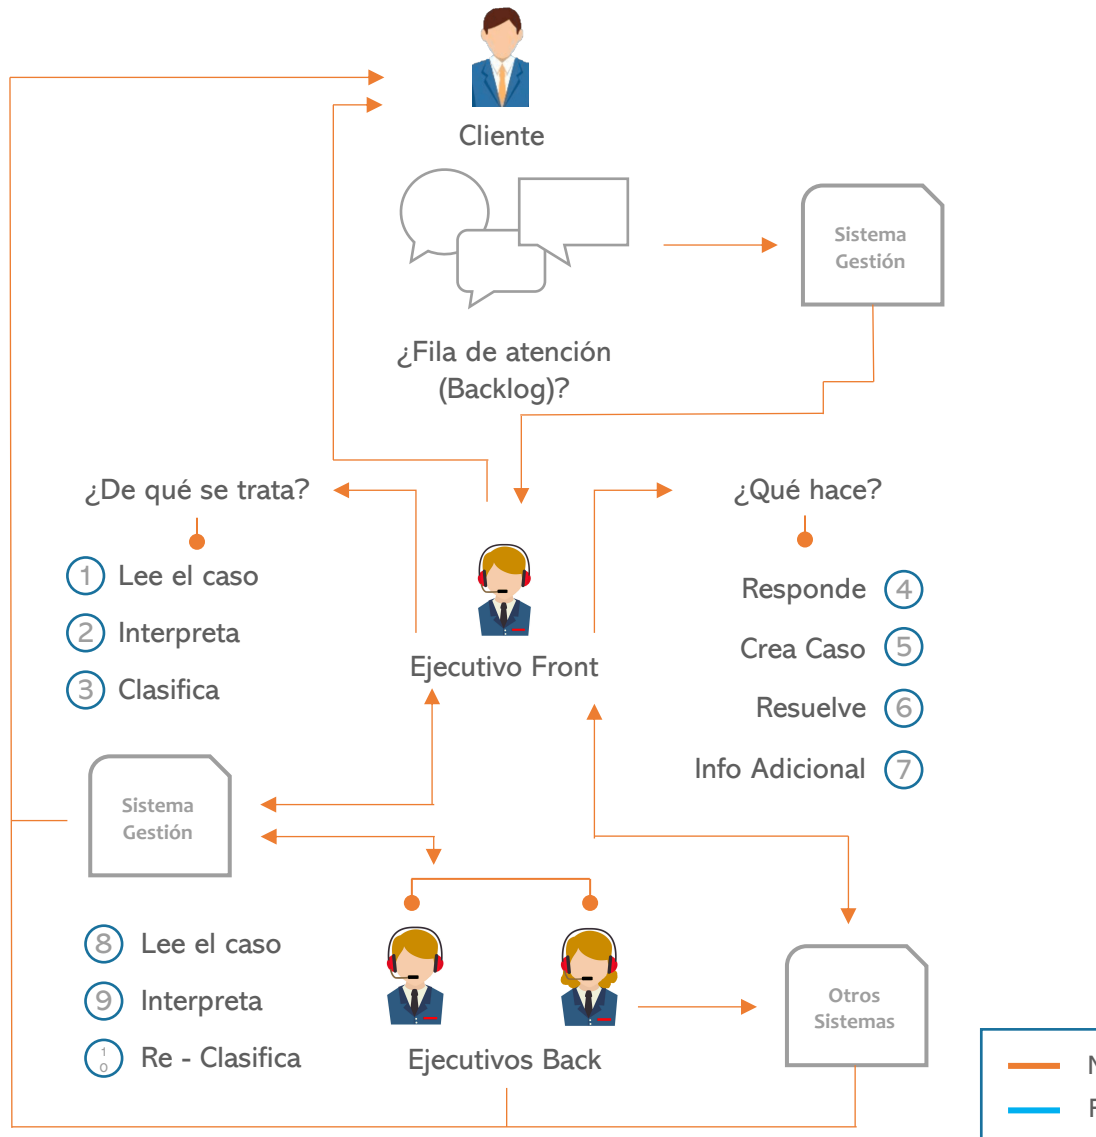 Cliente
Sistema
Gestión
¿Fila de atención
(Backlog)?
¿De qué se trata?
¿Qué hace?
1 Lee el caso
2 Interpreta
3 Clasifica
Ejecutivo Front
Responde 4
Crea Caso 5
Resuelve 6
Info Adicional 7
Sistema
Gestión
8 Lee el caso
9 Interpreta
10 Re - Clasifica
Ejecutivos Back
Otros
Sistemas